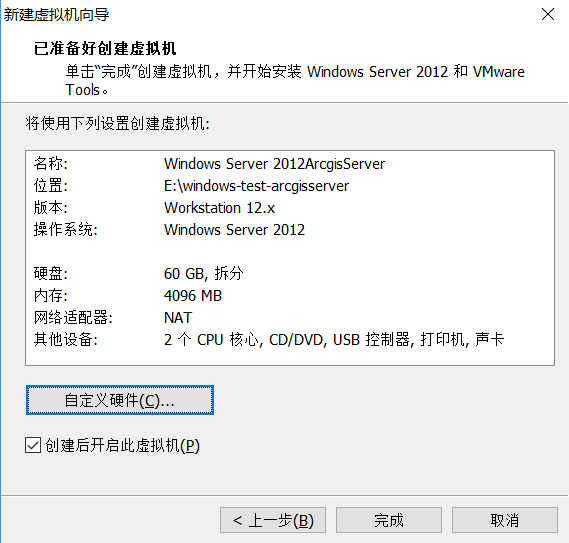 新建虚拟机向导
已准备好创建虚拟机
单击“完成”创建虚拟机，并开始安装 Windows Server 2012 和 VMware
Tools。
将使用下列设置创建虚拟机:
名称: Windows Server 2012ArcgisServer
位置: E:\windows-test-arcgisserver
版本: Workstation 12.x
操作系统: Windows Server 2012
硬盘: 60 GB, 拆分
内存: 4096 MB
网络适配器: NAT
其他设备: 2 个 CPU 核心, CD/DVD, USB 控制器, 打印机, 声卡
自定义硬件(C)...
创建后开启此虚拟机(P)
< 上一步(B) 完成 取消